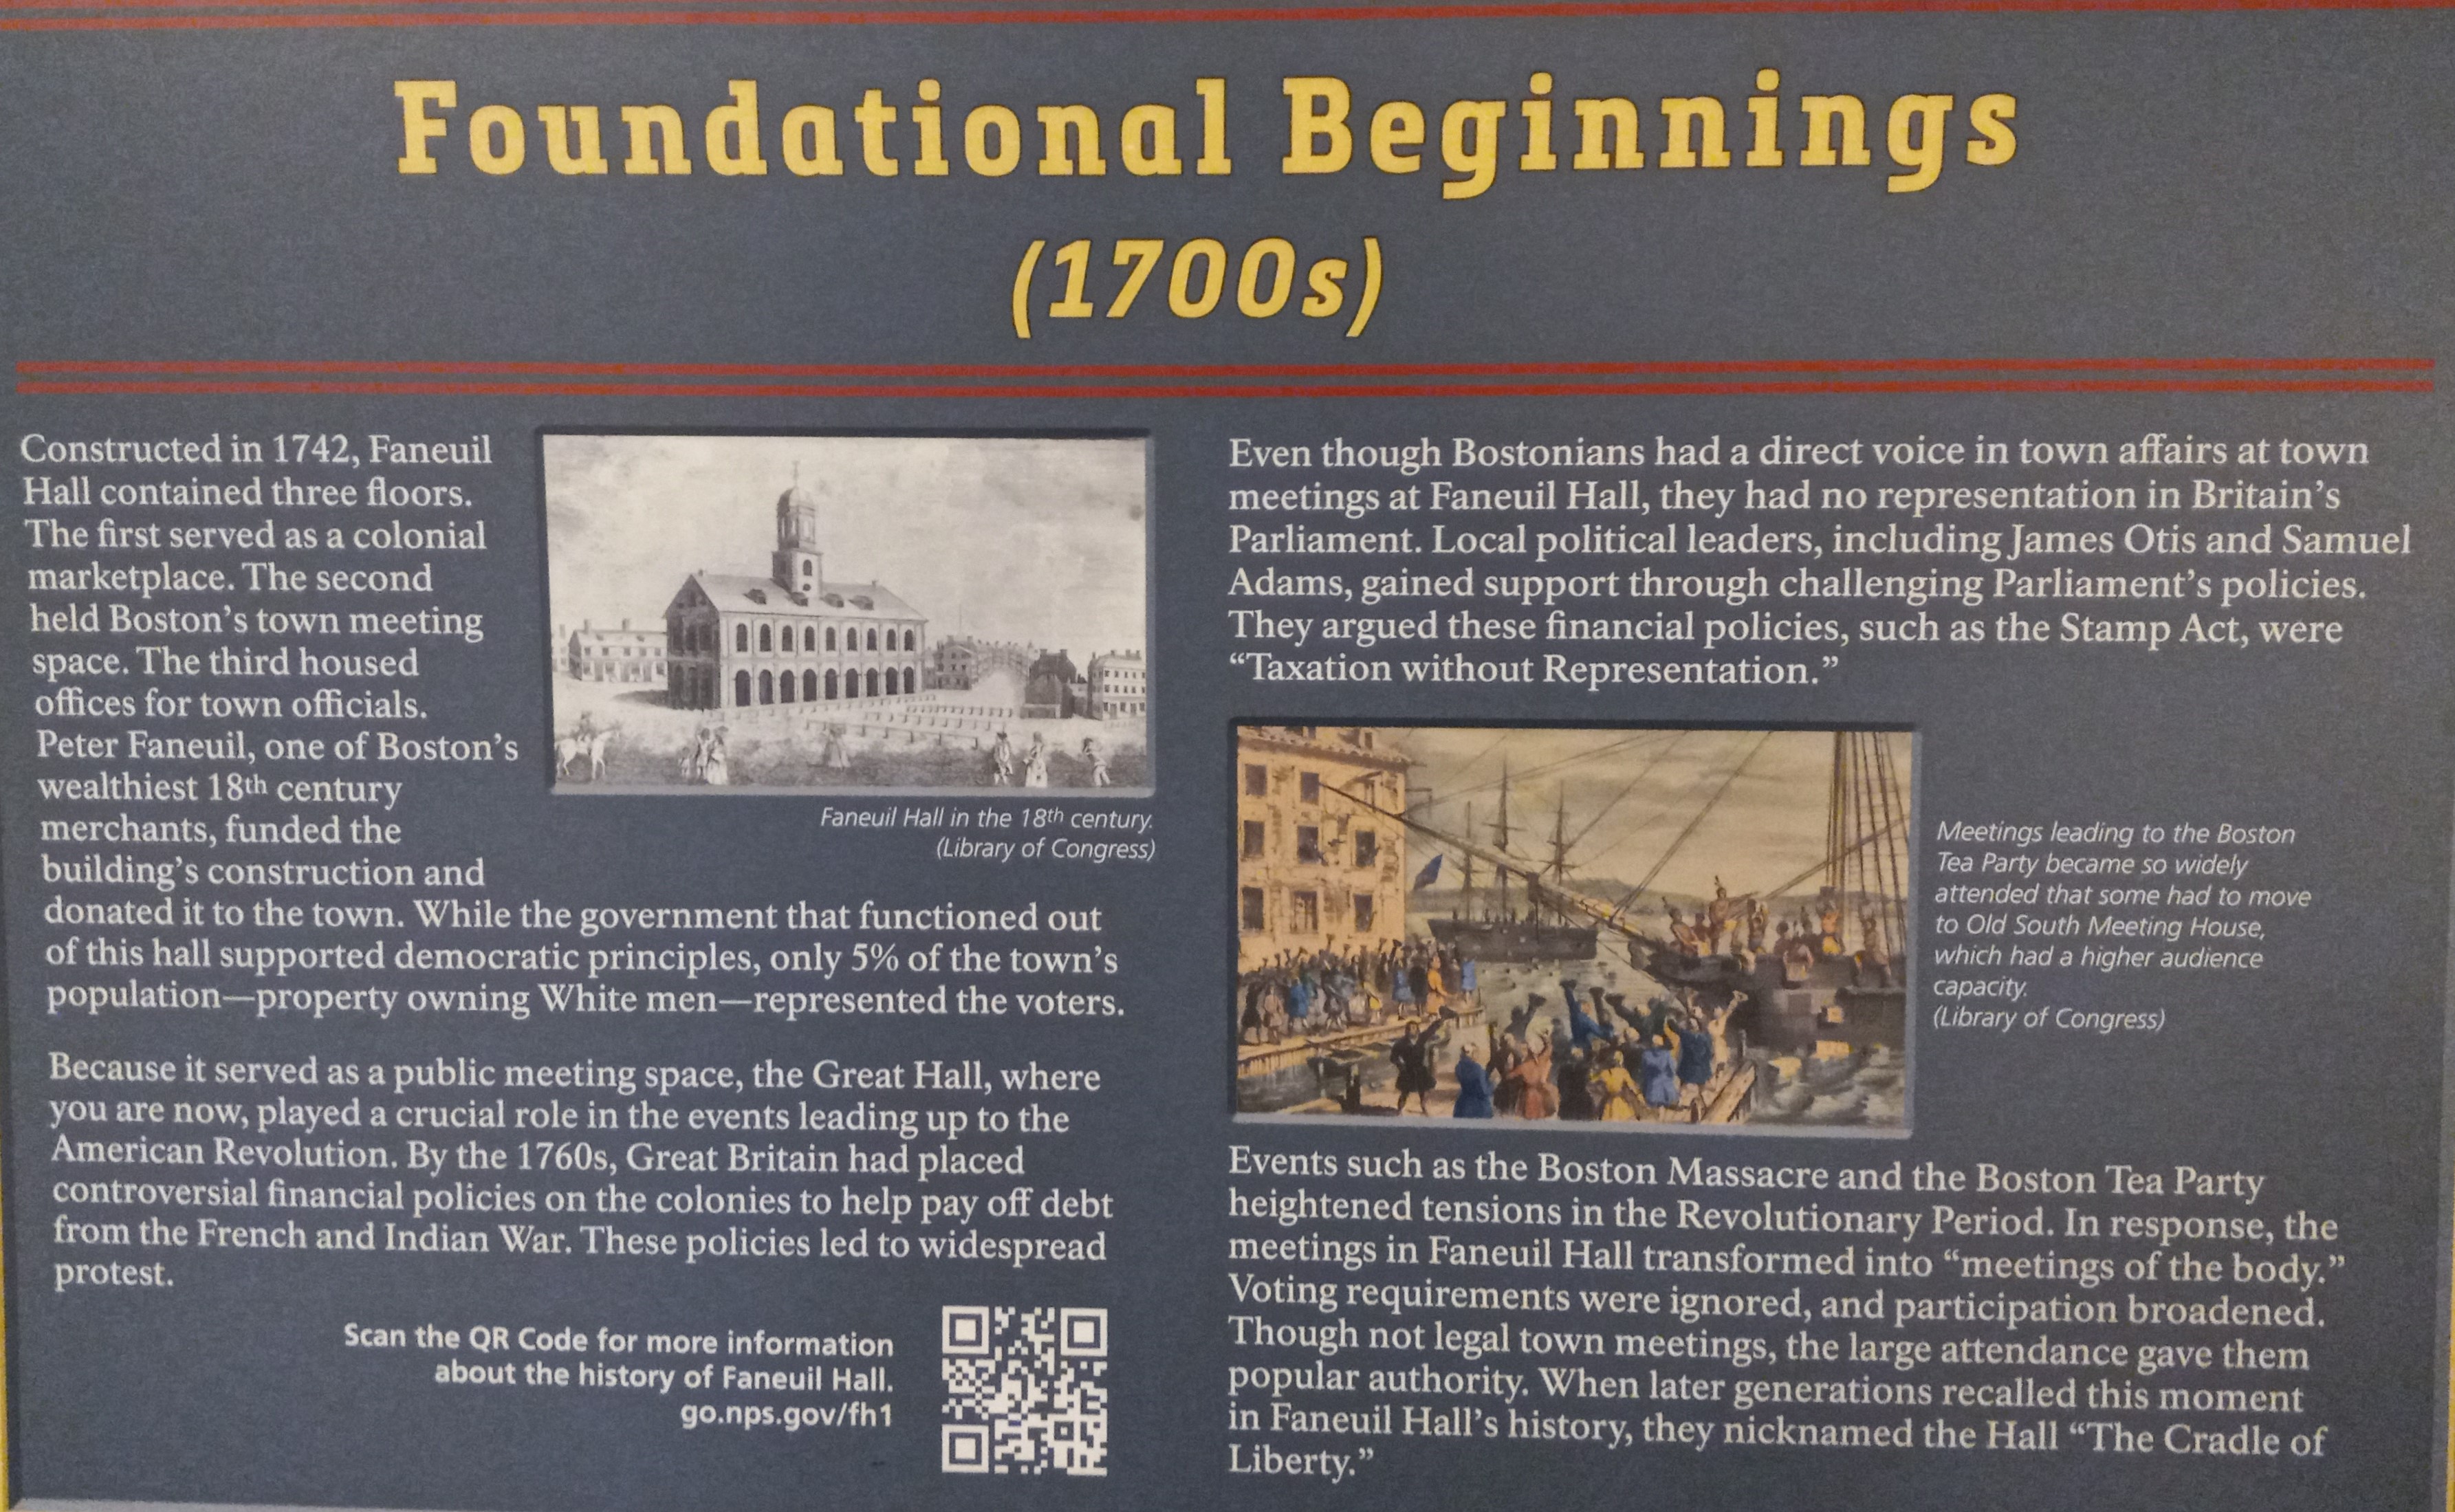 Foundational Beginnings
(1700s)
Constructed in 1742, Faneuil
Hall contained three floors.
The first served as a colonial
marketplace. The second
held Boston's town meeting
space. The third housed
offices for town officials.
Peter Faneuil, one of Boston's
wealthiest 18th century
merchants, funded the
building's construction and
donated it to the town. While the government that functioned out
of this hall supported democratic principles, only 5% of the town's
population—property owning White men—represented the voters.
Faneuil Hall in the 18th century.
(Library of Congress)
Because it served as a public meeting space, the Great Hall, where
you are now, played a crucial role in the events leading up to the
American Revolution. By the 1760s, Great Britain had placed
controversial financial policies on the colonies to help pay off debt
from the French and Indian War. These policies led to widespread
protest.
Scan the QR Code for more information
about the history of Faneuil Hall.
go.nps.gov/fh1
Even though Bostonians had a direct voice in town affairs at town
meetings at Faneuil Hall, they had no representation in Britain's
Parliament. Local political leaders, including James Otis and Samuel
Adams, gained support through challenging Parliament's policies.
They argued these financial policies, such as the Stamp Act, were
"Taxation without Representation."
Meetings leading to the Boston
Tea Party became so widely
attended that some had to move
to Old South Meeting House,
which had a higher audience
capacity.
(Library of Congress)
Events such as the Boston Massacre and the Boston Tea Party
heightened tensions in the Revolutionary Period. In response, the
meetings in Faneuil Hall transformed into "meetings of the body."
Voting requirements were ignored, and participation broadened.
Though not legal town meetings, the large attendance gave them
popular authority. When later generations recalled this moment
in Faneuil Hall's history, they nicknamed the Hall "The Cradle of
Liberty."